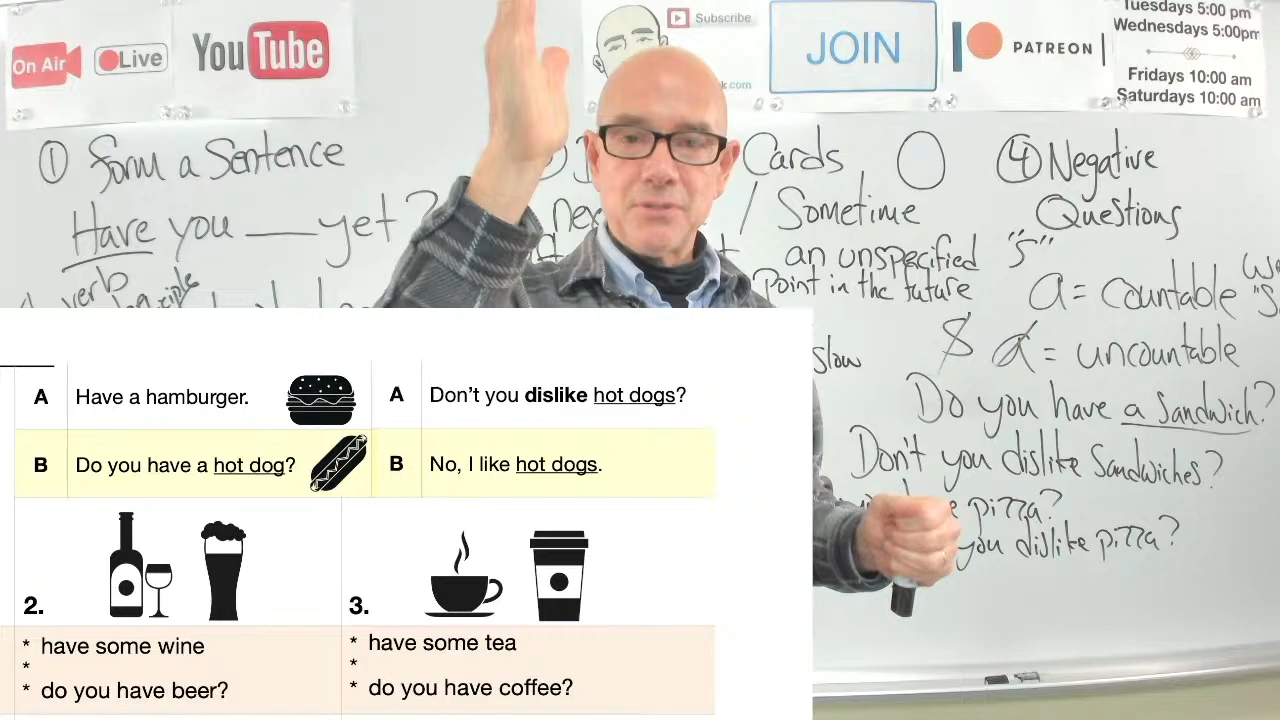 On Air
Live
YouTube
Subscribe
k.com
JOIN
PATREON
Tuesdays 5:00 pm
Wednesdays 5:00pm
Fridays 10:00 am
Saturdays 10:00 am
① Form a Sentence
Have you ___ yet?
verb
Cards
/ Sometime
an unspecified
Point in the future
slow
④ Negative
Questions
"S"
a = countable
= uncountable
Do you have a sandwich?
Don't you dislike sandwiches?
pizza?
you dislike pizza?
A Have a hamburger.
B Do you have a hot dog?
A Don't you dislike hot dogs?
B No, I like hot dogs.
2.
* have some wine
*
* do you have beer?
3.
* have some tea
*
* do you have coffee?